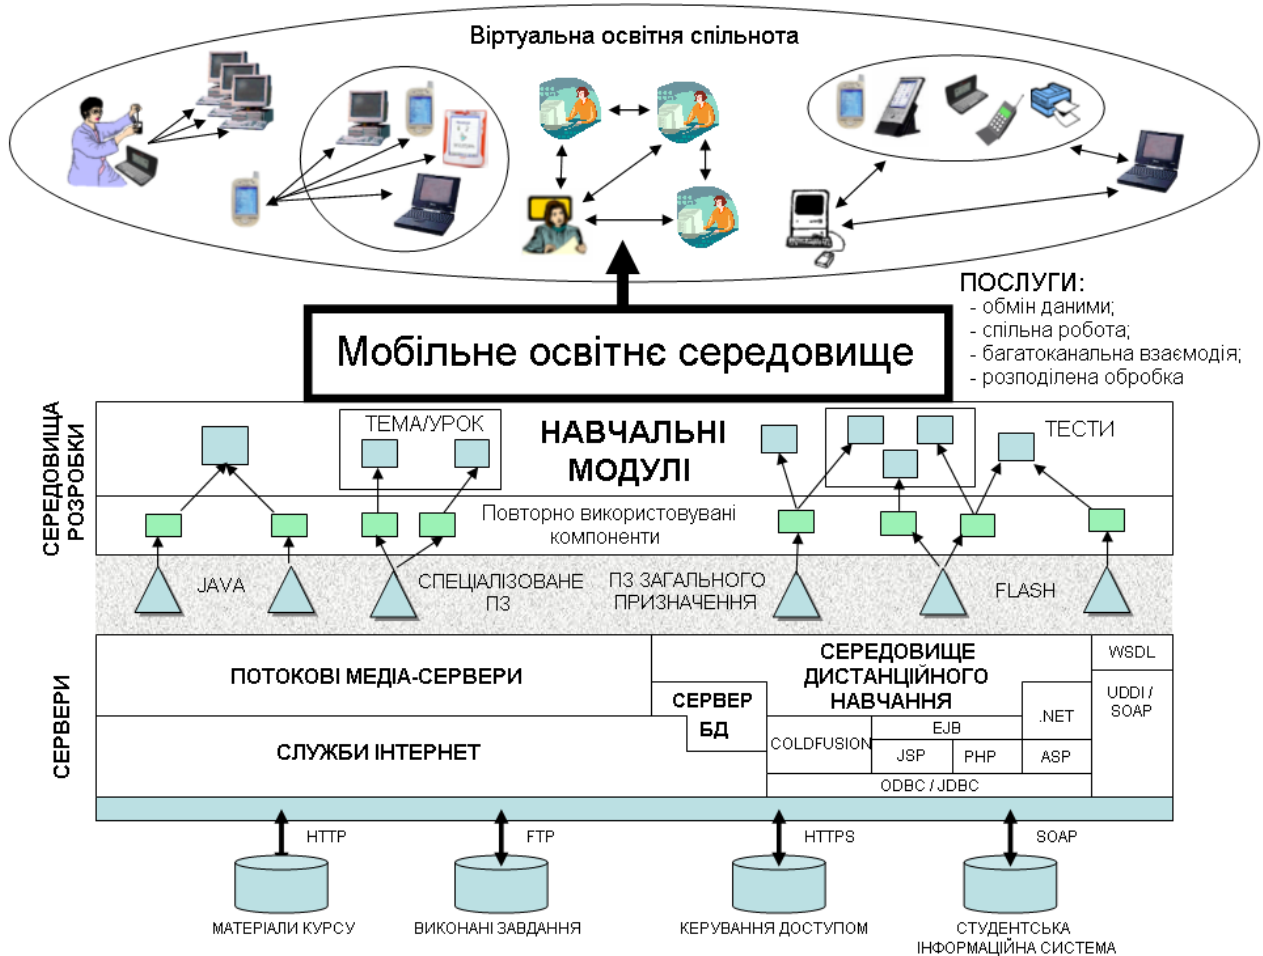 Віртуальна освітня спільнота
ПОСЛУГИ:
- обмін даними;
- спільна робота;
- багатоканальна взаємодія;
- розподілена обробка
Мобільне освітнє середовище
СЕРЕДОВИЩА
РОЗРОБКИ
ТЕМА/УРОК
НАВЧАЛЬНІ
МОДУЛІ
ТЕСТИ
Повторно використовувані
компоненти
JAVA
СПЕЦІАЛІЗОВАНЕ
ПЗ
ПЗ ЗАГАЛЬНОГО
ПРИЗНАЧЕННЯ
FLASH
СЕРВЕРИ
ПОТОКОВІ МЕДІА-СЕРВЕРИ
СЕРЕДОВИЩЕ
ДИСТАНЦІЙНОГО
НАВЧАННЯ
WSDL
UDDI /
SOAP
СЕРВЕР
БД
.NET
СЛУЖБИ ІНТЕРНЕТ
COLDFUSION
EJB
JSP
PHP
ASP
ODBC / JDBC
HTTP
FTP
HTTPS
SOAP
МАТЕРІАЛИ КУРСУ
ВИКОНАНІ ЗАВДАННЯ
КЕРУВАННЯ ДОСТУПОМ
СТУДЕНТСЬКА
ІНФОРМАЦІЙНА СИСТЕМА